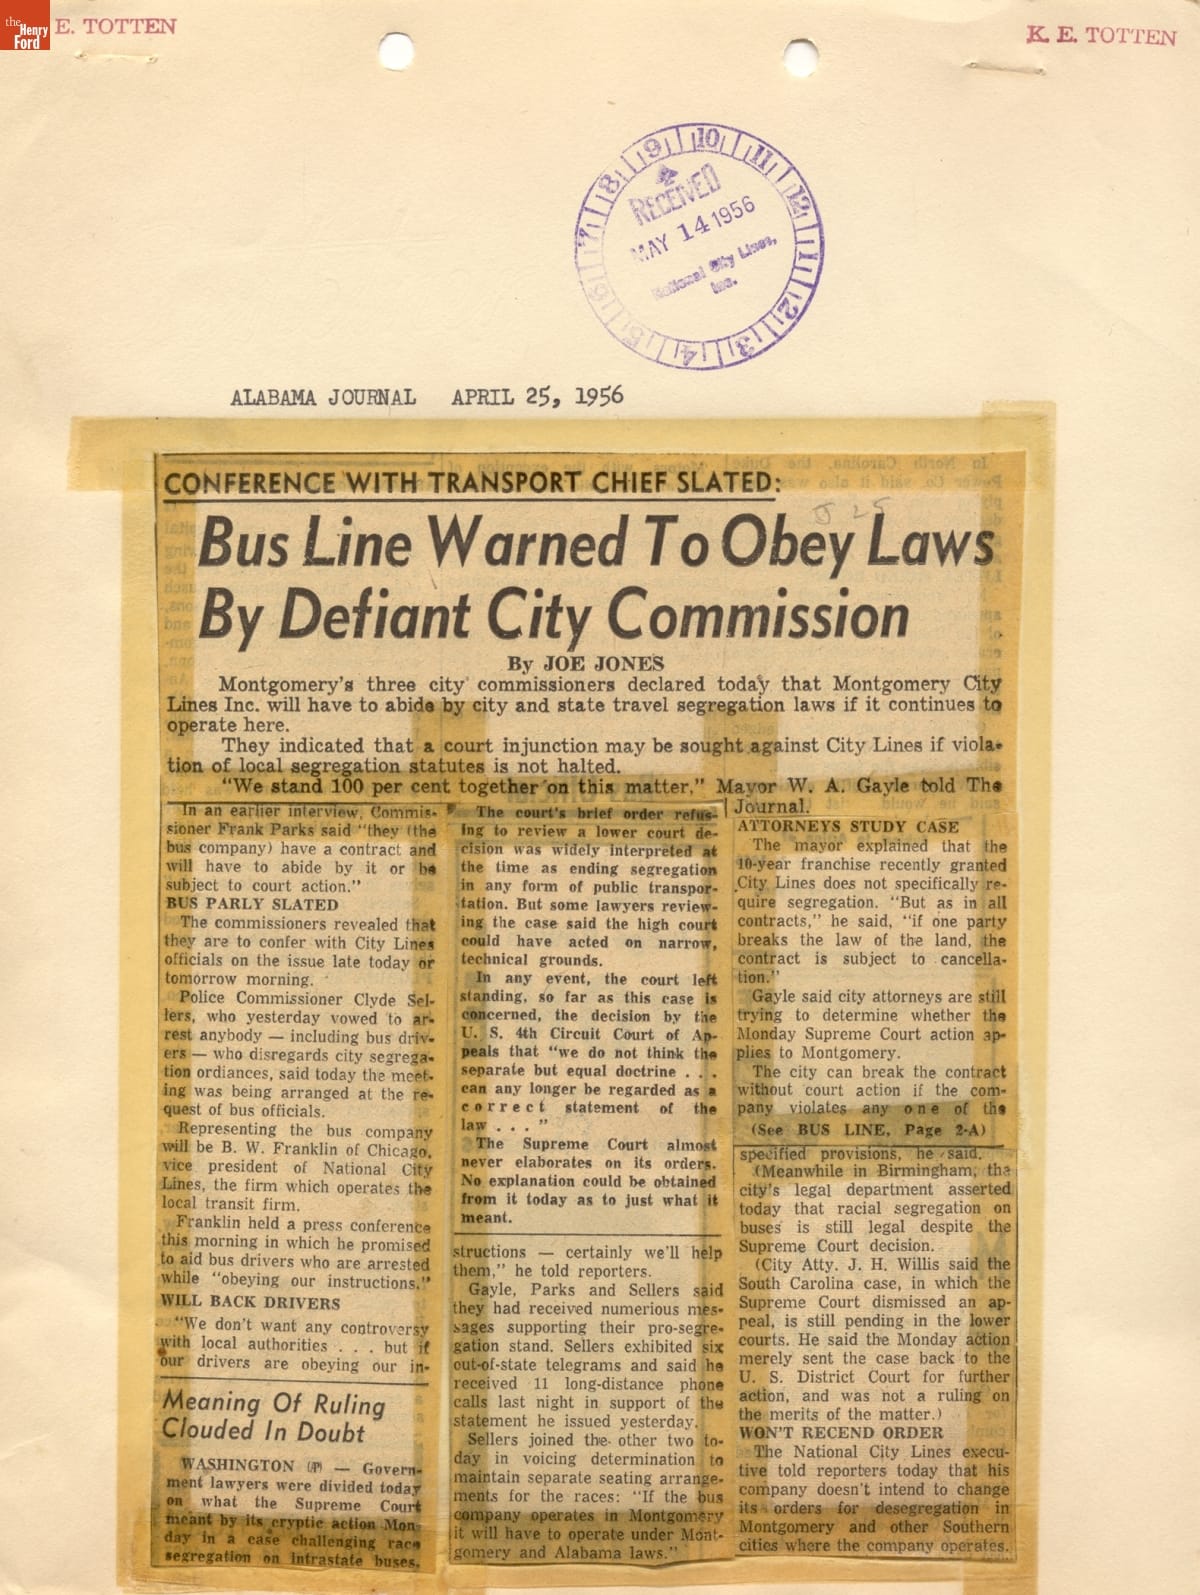 the
Henry
Ford
E. TOTTEN
K. E. TOTTEN
7 8 9 10 11 12 1 2 3 4 5 6
RECEIVED
MAY 14 1956
National City Lines,
Inc.
ALABAMA JOURNAL APRIL 25, 1956
J 25
CONFERENCE WITH TRANSPORT CHIEF SLATED:
Bus Line Warned To Obey Laws
By Defiant City Commission
By JOE JONES
Montgomery's three city commissioners declared today that Montgomery City
Lines Inc. will have to abide by city and state travel segregation laws if it continues to
operate here.
They indicated that a court injunction may be sought against City Lines if viola-
tion of local segregation statutes is not halted.
"We stand 100 per cent together on this matter," Mayor W. A. Gayle told The
Journal.
In an earlier interview, Commis-
sioner Frank Parks said "they (the
bus company) have a contract and
will have to abide by it or be
subject to court action."
BUS PARLY SLATED
The commissioners revealed that
they are to confer with City Lines
officials on the issue late today or
tomorrow morning.
Police Commissioner Clyde Sel-
lers, who yesterday vowed to ar-
rest anybody — including bus driv-
ers — who disregards city segrega-
tion ordiances, said today the meet-
ing was being arranged at the re-
quest of bus officials.
Representing the bus company
will be B. W. Franklin of Chicago,
vice president of National City
Lines, the firm which operates the
local transit firm.
Franklin held a press conference
this morning in which he promised
to aid bus drivers who are arrested
while "obeying our instructions."
WILL BACK DRIVERS
"We don't want any controversy
with local authorities . . . but if
our drivers are obeying our in-
Meaning Of Ruling
Clouded In Doubt
WASHINGTON (AP) — Govern-
ment lawyers were divided today
on what the Supreme Court
meant by its cryptic action Mon-
day in a case challenging race
segregation on intrastate buses.
The court's brief order refus-
ing to review a lower court de-
cision was widely interpreted at
the time as ending segregation
in any form of public transpor-
tation. But some lawyers review-
ing the case said the high court
could have acted on narrow,
technical grounds.
In any event, the court left
standing, so far as this case is
concerned, the decision by the
U. S. 4th Circuit Court of Ap-
peals that "we do not think the
separate but equal doctrine . . .
can any longer be regarded as a
correct statement of the
law . . . "
The Supreme Court almost
never elaborates on its orders.
No explanation could be obtained
from it today as to just what it
meant.
structions — certainly we'll help
them," he told reporters.
Gayle, Parks and Sellers said
they had received numerous mes-
sages supporting their pro-segre-
gation stand. Sellers exhibited six
out-of-state telegrams and said he
received 11 long-distance phone
calls last night in support of the
statement he issued yesterday.
Sellers joined the other two to-
day in voicing determination to
maintain separate seating arrange-
ments for the races: "If the bus
company operates in Montgomery
it will have to operate under Mont-
gomery and Alabama laws."
ATTORNEYS STUDY CASE
The mayor explained that the
10-year franchise recently granted
City Lines does not specifically re-
quire segregation. "But as in all
contracts," he said, "if one party
breaks the law of the land, the
contract is subject to cancella-
tion."
Gayle said city attorneys are still
trying to determine whether the
Monday Supreme Court action ap-
plies to Montgomery.
The city can break the contract
without court action if the com-
pany violates any one of the
(See BUS LINE, Page 2-A)
specified provisions, he said.
(Meanwhile in Birmingham, the
city's legal department asserted
today that racial segregation on
buses is still legal despite the
Supreme Court decision.
(City Atty. J. H. Willis said the
South Carolina case, in which the
Supreme Court dismissed an ap-
peal, is still pending in the lower
courts. He said the Monday action
merely sent the case back to the
U. S. District Court for further
action, and was not a ruling on
the merits of the matter.)
WON'T RECEND ORDER
The National City Lines execu-
tive told reporters today that his
company doesn't intend to change
its orders for desegregation in
Montgomery and other Southern
cities where the company operates.